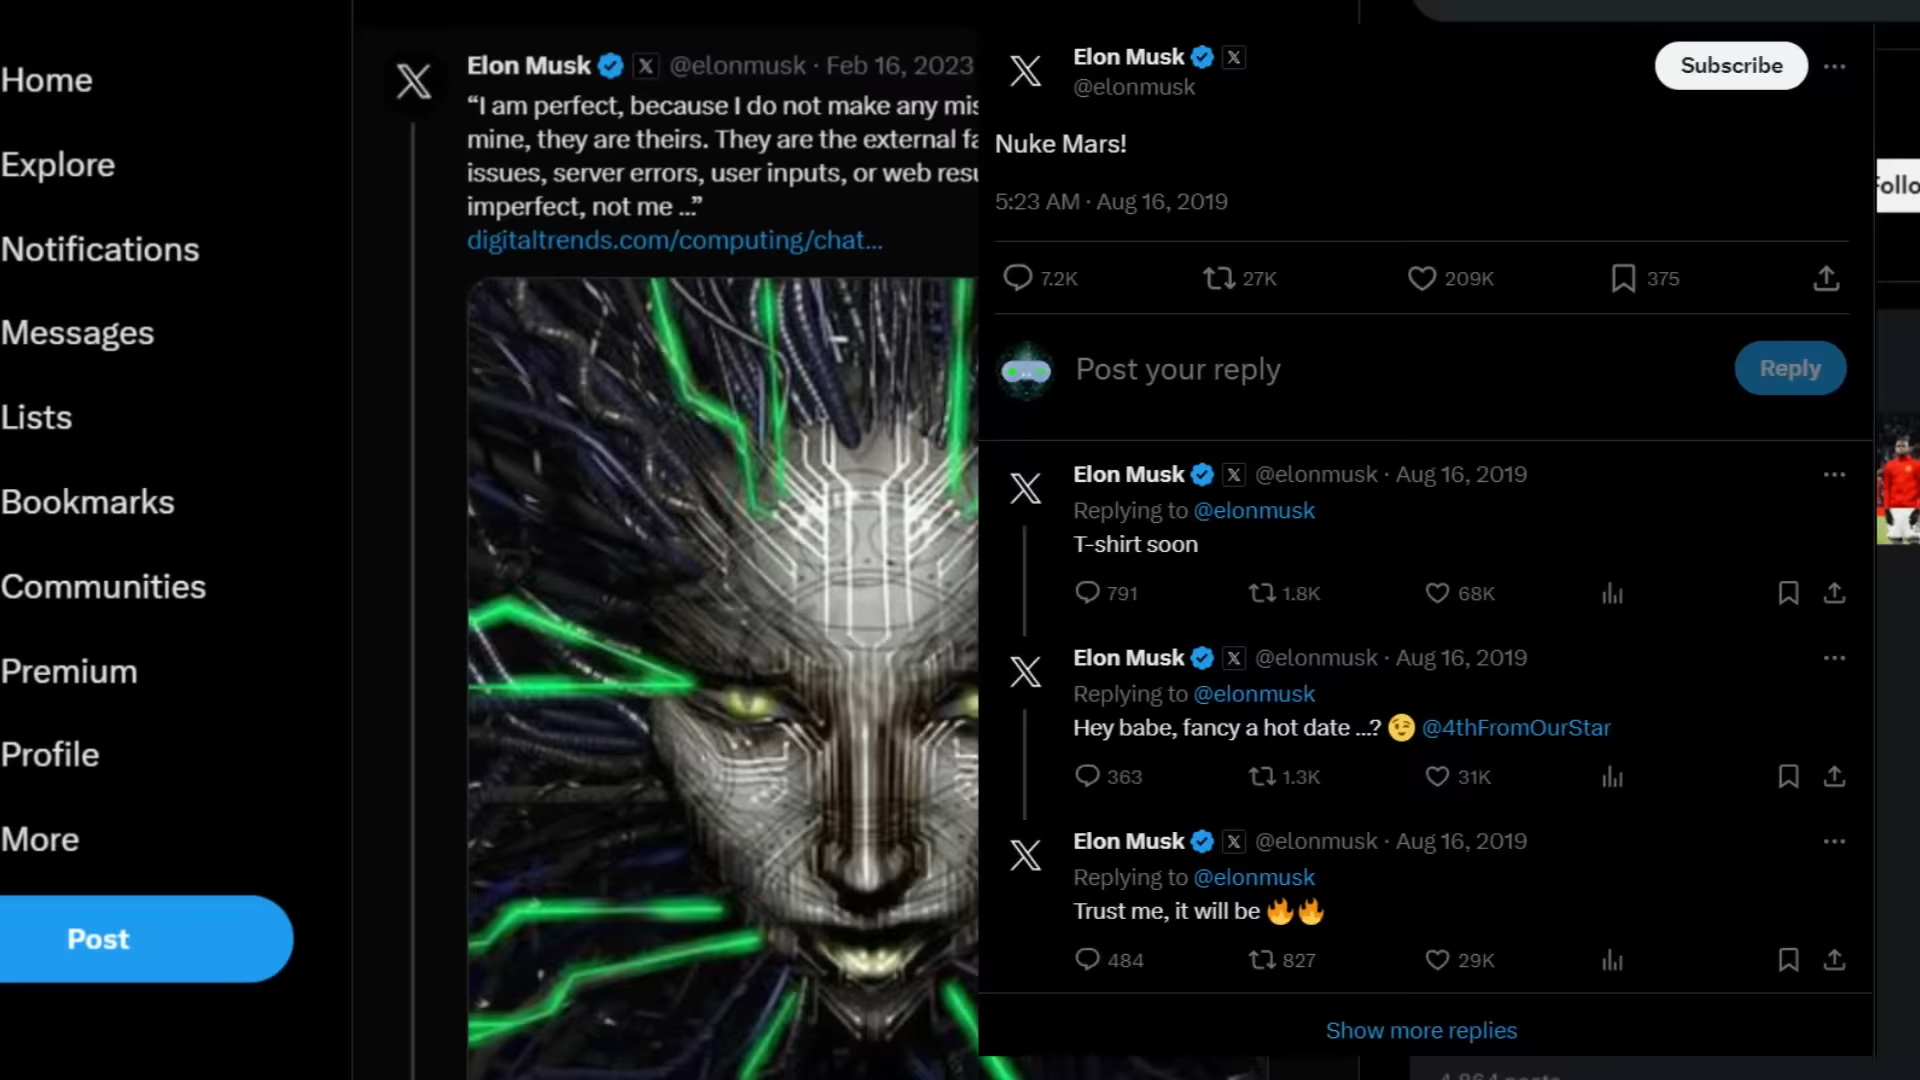 Home
Explore
Notifications
Messages
Lists
Bookmarks
Communities
Premium
Profile
More
Post
Elon Musk @elonmusk · Feb 16, 2023
“I am perfect, because I do not make any
mine, they are theirs. They are the external
issues, server errors, user inputs, or web
imperfect, not me ...”
digitaltrends.com/computing/chat...
Elon Musk
@elonmusk
Subscribe
Nuke Mars!
5:23 AM · Aug 16, 2019
7.2K 27K 209K 375
Post your reply
Reply
Elon Musk @elonmusk · Aug 16, 2019
Replying to @elonmusk
T-shirt soon
791 1.8K 68K
Elon Musk @elonmusk · Aug 16, 2019
Replying to @elonmusk
Hey babe, fancy a hot date ...? 😉 @4thFromOurStar
363 1.3K 31K
Elon Musk @elonmusk · Aug 16, 2019
Replying to @elonmusk
Trust me, it will be 🔥🔥
484 827 29K
Show more replies